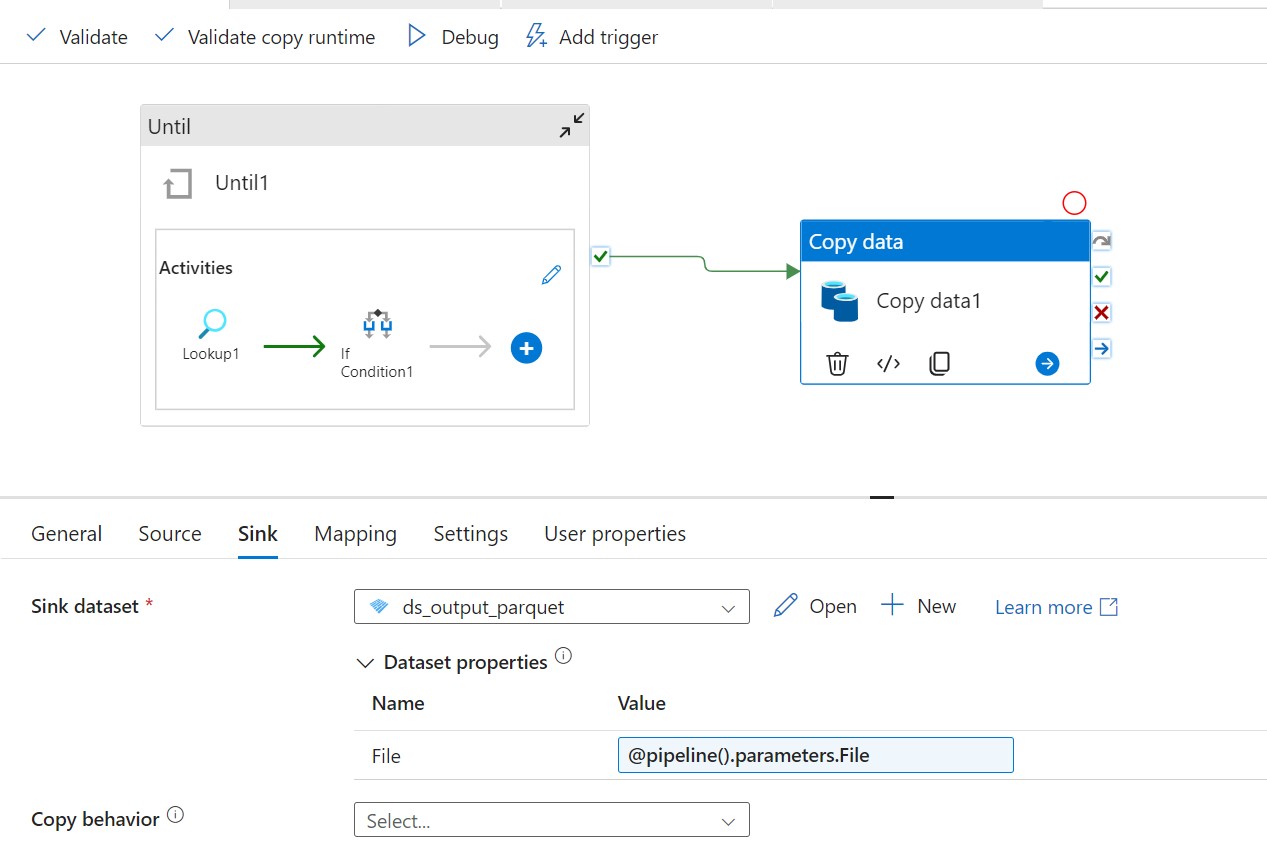 Validate Validate copy runtime Debug Add trigger
Until
Until1
Activities
Lookup1
If
Condition1
Copy data
Copy data1
General Source Sink Mapping Settings User properties
Sink dataset * ds_output_parquet Open New Learn more
Dataset properties
Name Value
File @pipeline().parameters.File
Copy behavior Select...